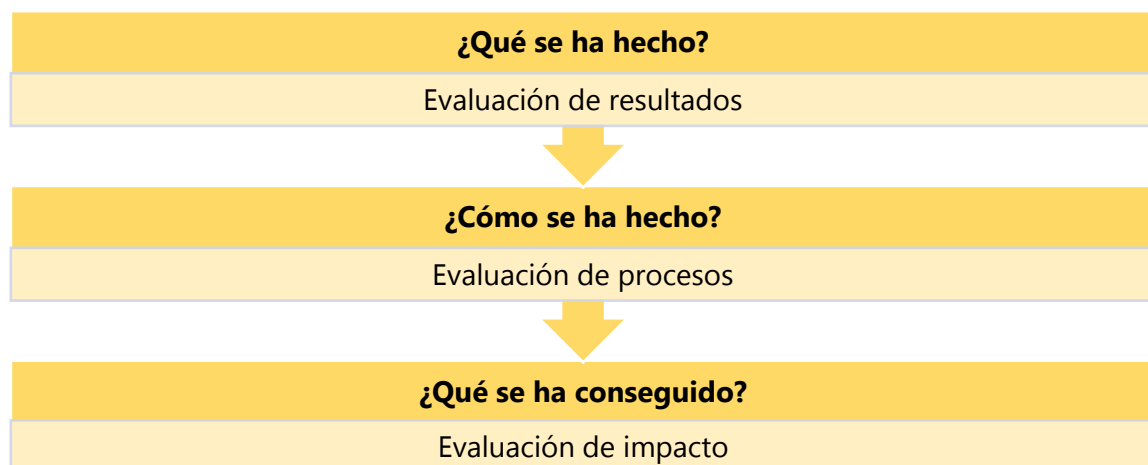 ¿Qué se ha hecho?
Evaluación de resultados
¿Cómo se ha hecho?
Evaluación de procesos
¿Qué se ha conseguido?
Evaluación de impacto